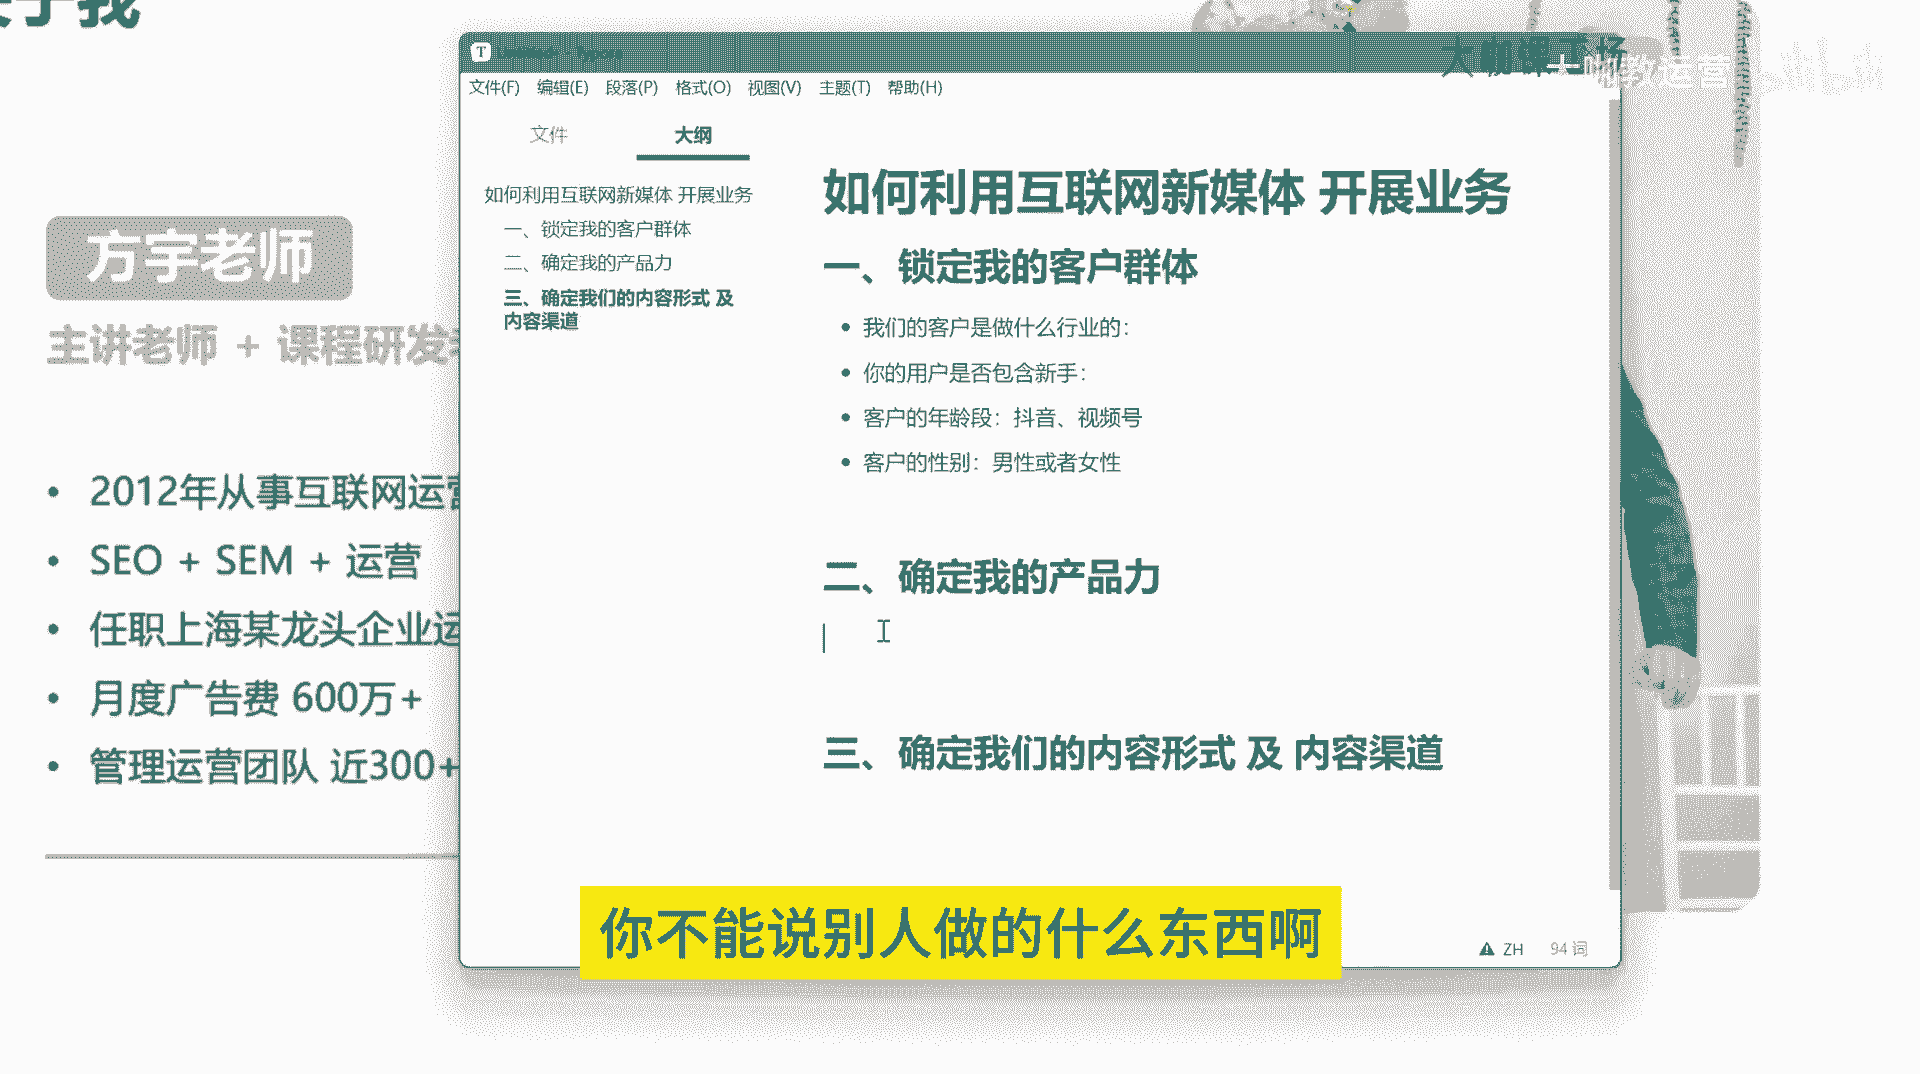 关于我
方宇老师
主讲老师 + 课程研发
2012年从事互联网运营
SEO + SEM + 运营
任职上海某龙头企业运
月度广告费 600万+
管理运营团队 近300+
文件(F) 编辑(E) 段落(P) 格式(O) 视图(V) 主题(T) 帮助(H)
文件 大纲
如何利用互联网新媒体 开展业务
一、锁定我的客户群体
二、确定我的产品力
三、确定我们的内容形式 及
内容渠道
如何利用互联网新媒体 开展业务
一、锁定我的客户群体
我们的客户是做什么行业的:
你的用户是否包含新手:
客户的年龄段: 抖音、视频号
客户的性别: 男性或者女性
二、确定我的产品力
三、确定我们的内容形式 及 内容渠道
ZH 94 词
你不能说别人做的什么东西啊